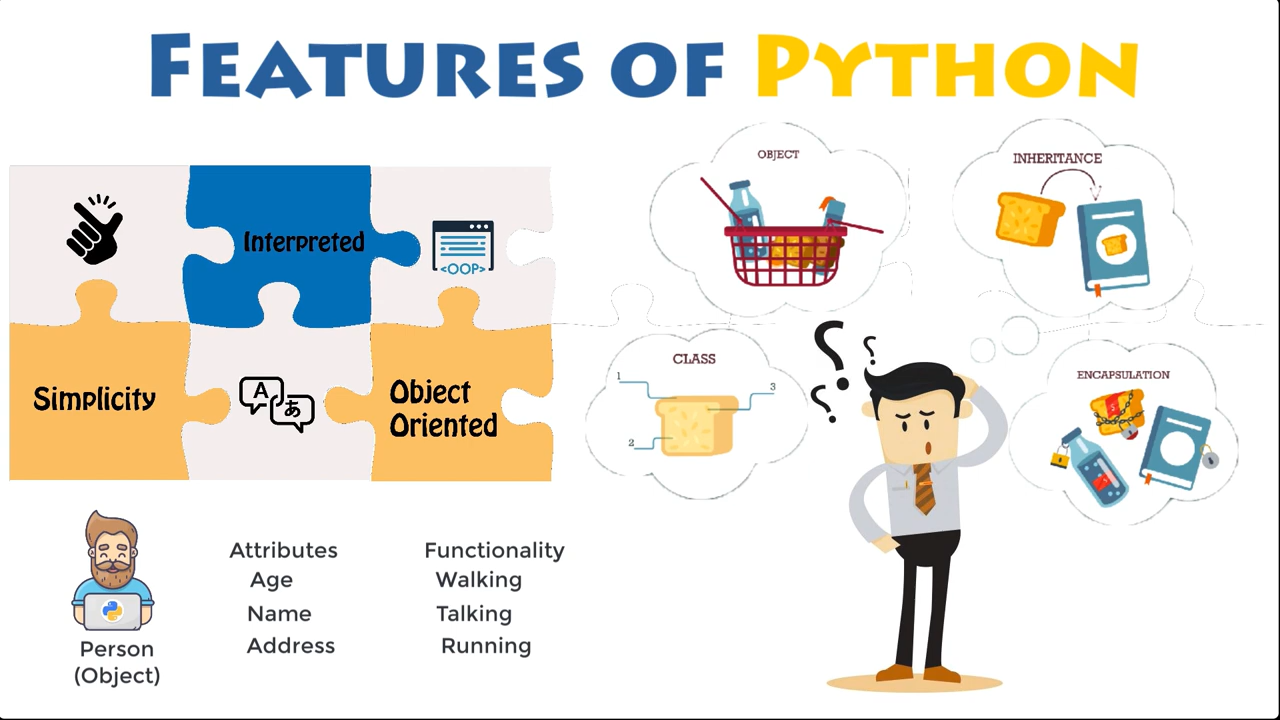 FEATURES OF PYTHON
Interpreted
<OOP>
Simplicity
A あ
Object
Oriented
OBJECT
INHERITANCE
CLASS
1
2
3
ENCAPSULATION
???
Person
(Object)
Attributes
Age
Name
Address
Functionality
Walking
Talking
Running